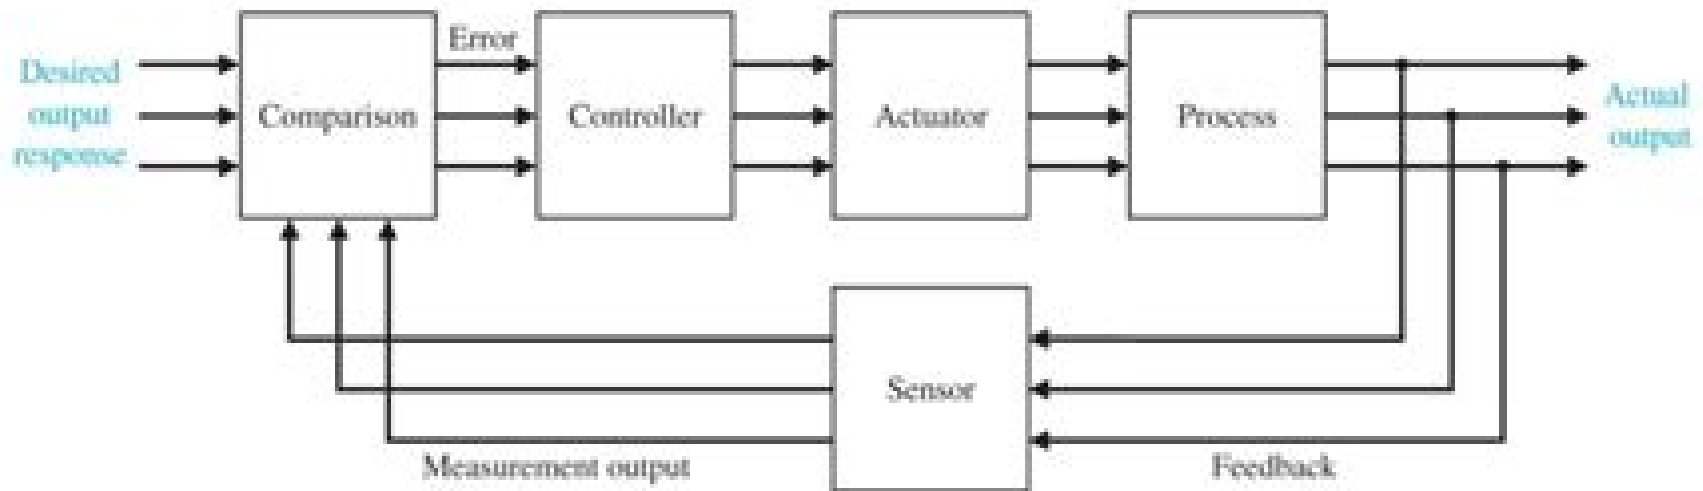 Desired
output
response
Comparison
Error
Controller
Actuator
Process
Actual
output
Sensor
Measurement output
Feedback